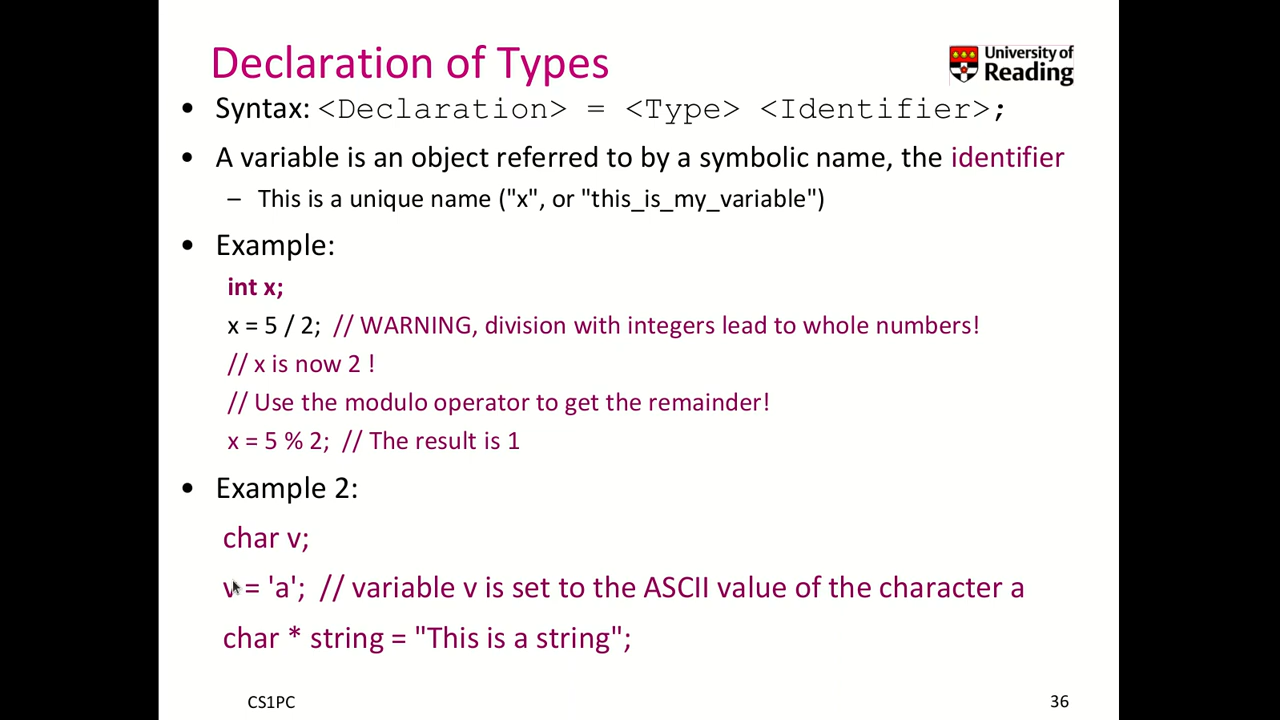 Declaration of Types
University of
Reading
• Syntax: <Declaration> = <Type> <Identifier>;
• A variable is an object referred to by a symbolic name, the identifier
– This is a unique name ("x", or "this_is_my_variable")
• Example:
int x;
x = 5 / 2; // WARNING, division with integers lead to whole numbers!
// x is now 2 !
// Use the modulo operator to get the remainder!
x = 5 % 2; // The result is 1
• Example 2:
char v;
v = 'a'; // variable v is set to the ASCII value of the character a
char * string = "This is a string";
CS1PC
36